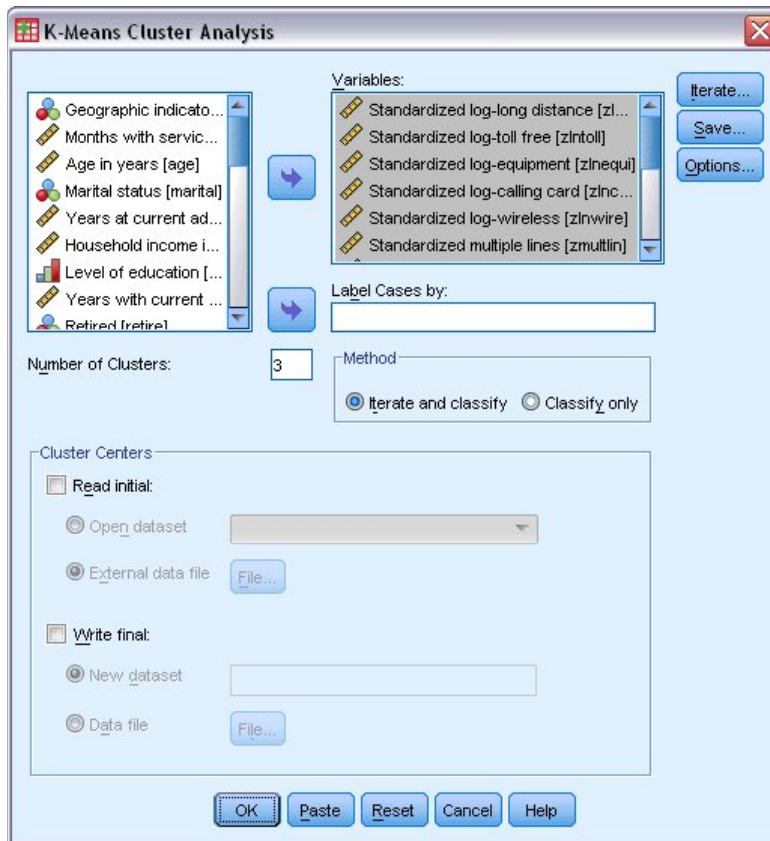 K-Means Cluster Analysis
Geographic indicato...
Months with servic...
Age in years [age]
Marital status [marital]
Years at current ad...
Household income i...
Level of education [...
Years with current ...
Retired [retire]
Variables:
Standardized log-long distance [zl...
Standardized log-toll free [zlntoll]
Standardized log-equipment [zlnequi]
Standardized log-calling card [zlnc...
Standardized log-wireless [zlnwire]
Standardized multiple lines [zmultlin]
Iterate...
Save...
Options...
Label Cases by:
Number of Clusters:
3
Method
Iterate and classify
Classify only
Cluster Centers
Read initial:
Open dataset
External data file
File...
Write final:
New dataset
Data file
File...
OK
Paste
Reset
Cancel
Help